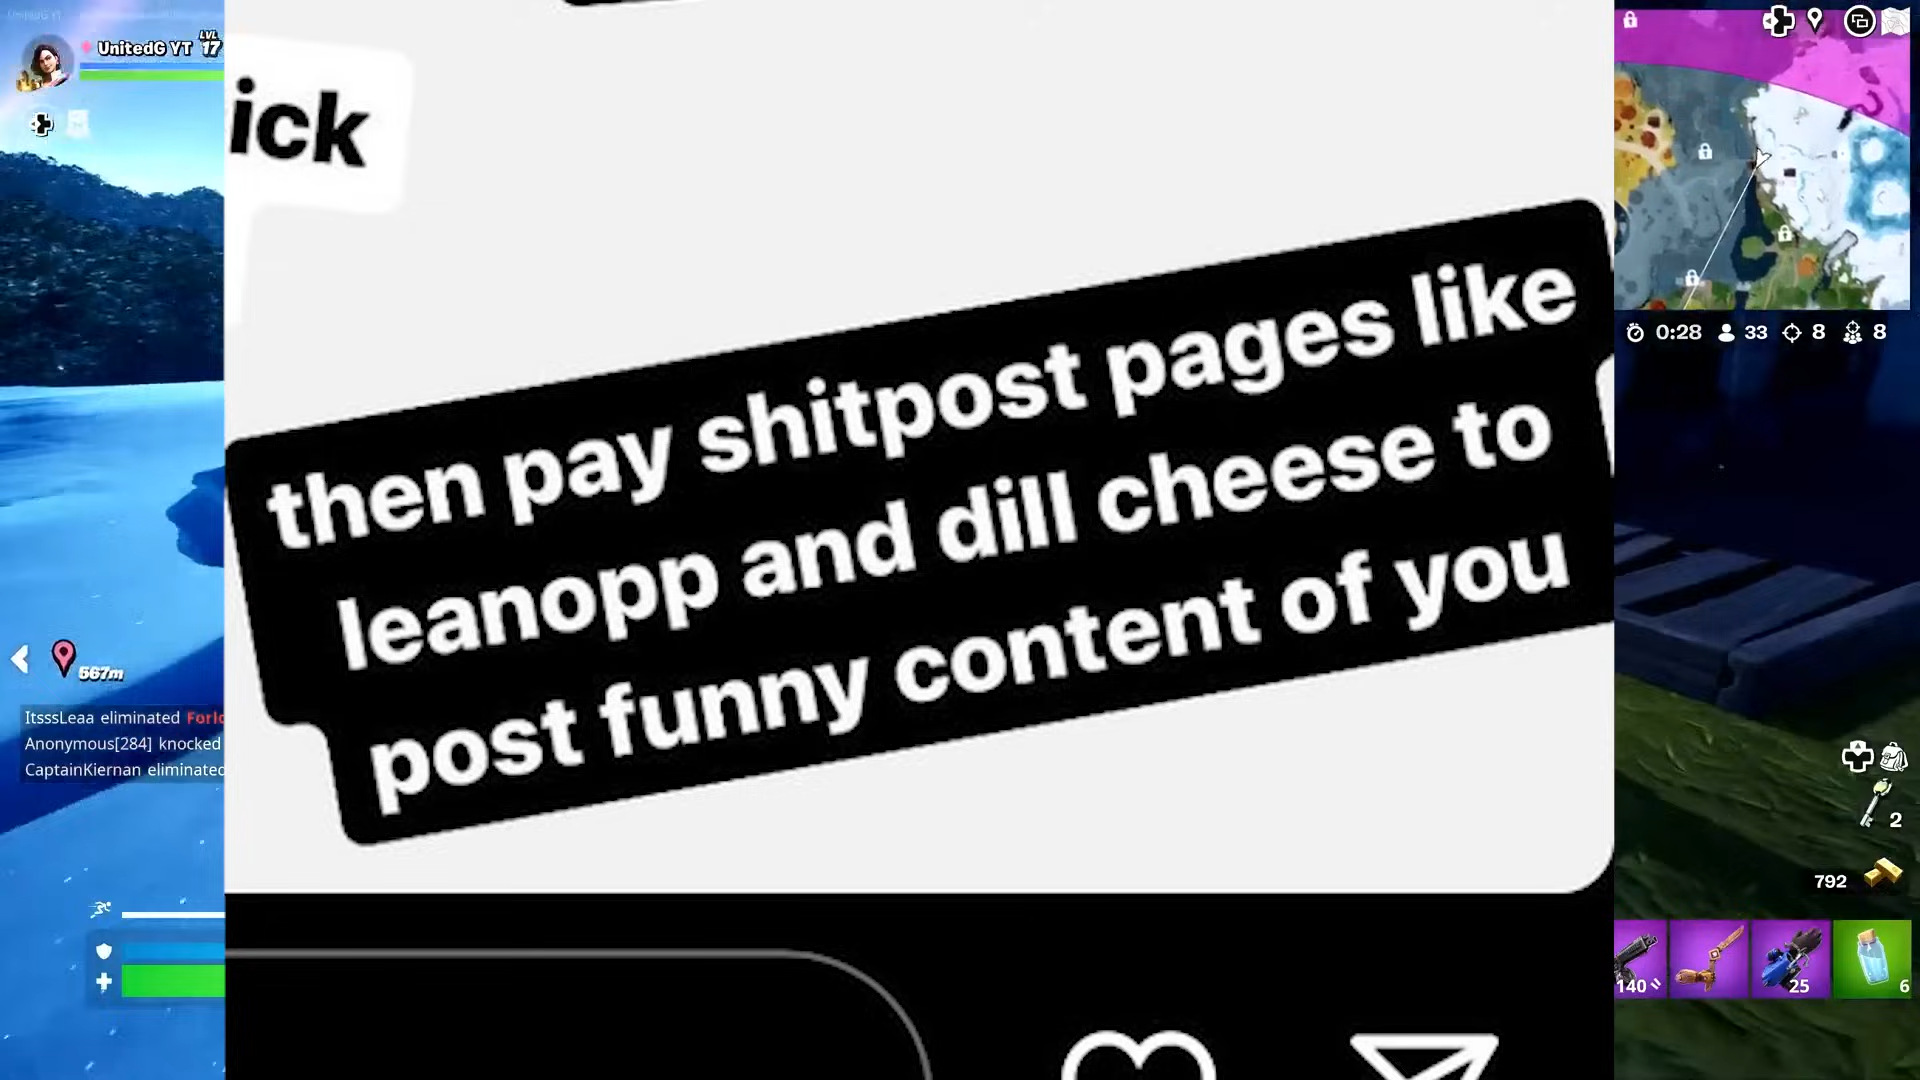 UnitedG YT
LVL
17
ick
then pay shitpost pages like
leanopp and dill cheese to
post funny content of you
567m
ItsssLeaa eliminated Forlo
Anonymous[284] knocked
CaptainKiernan eliminated
0:28
33
8
8
2
792
140
25
6